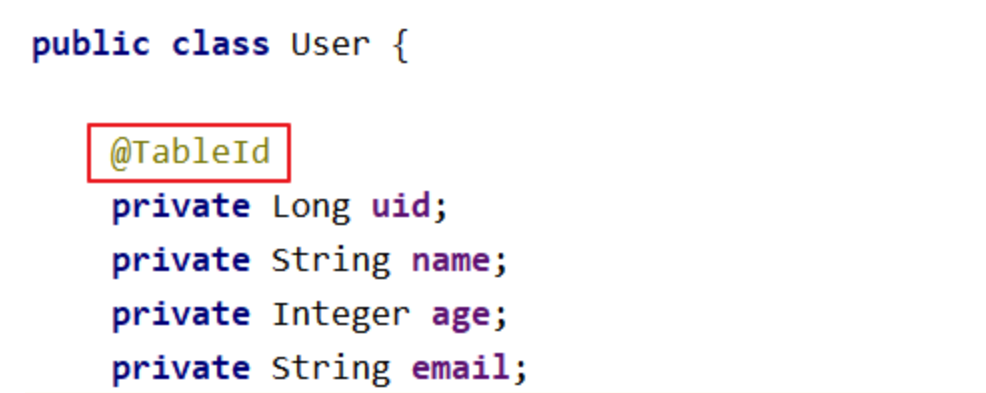 public class User {
@TableId
private Long uid;
private String name;
private Integer age;
private String email;